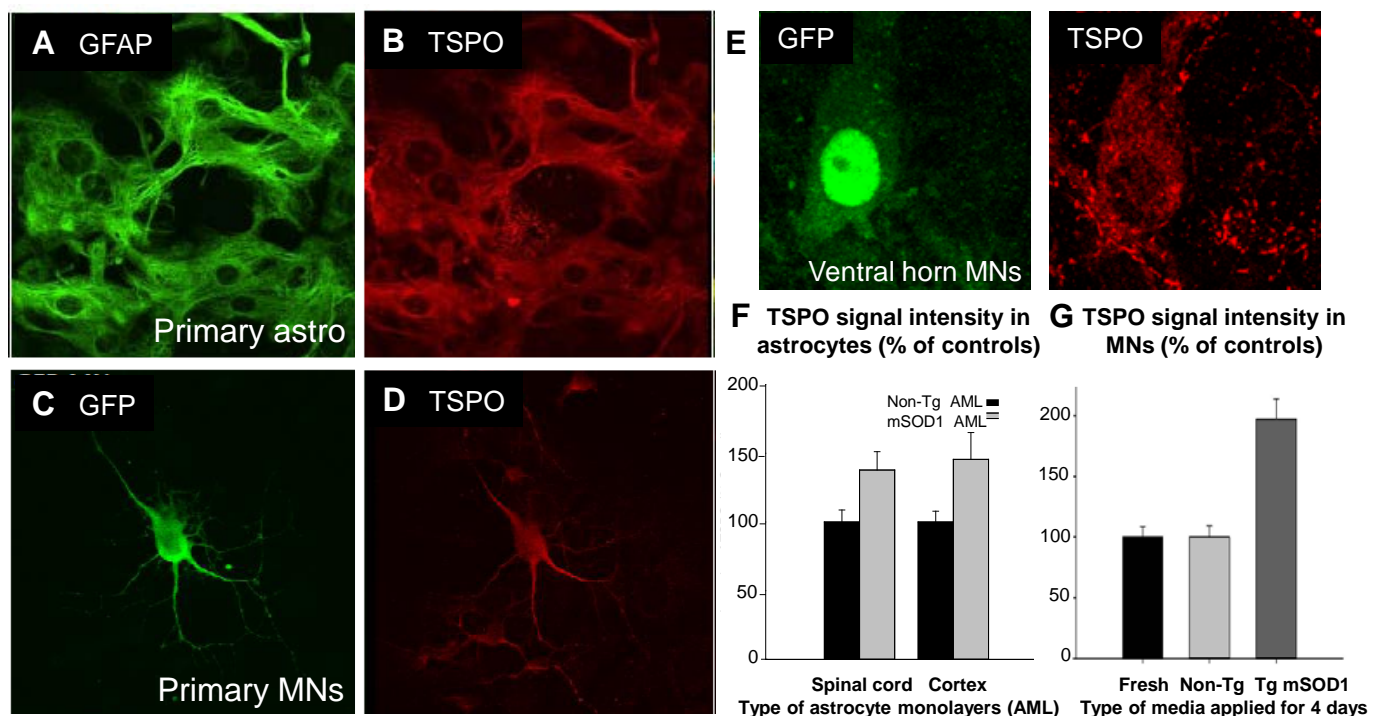 A GFAP
Primary astro
B TSPO
C GFP
Primary MNs
D TSPO
E GFP
Ventral horn MNs
TSPO
F TSPO signal intensity in
astrocytes (% of controls)
200
150
100
50
0
Non-Tg AML
mSOD1 AML
Spinal cord Cortex
Type of astrocyte monolayers (AML)
G TSPO signal intensity in
MNs (% of controls)
200
150
100
50
0
Fresh Non-Tg Tg mSOD1
Type of media applied for 4 days